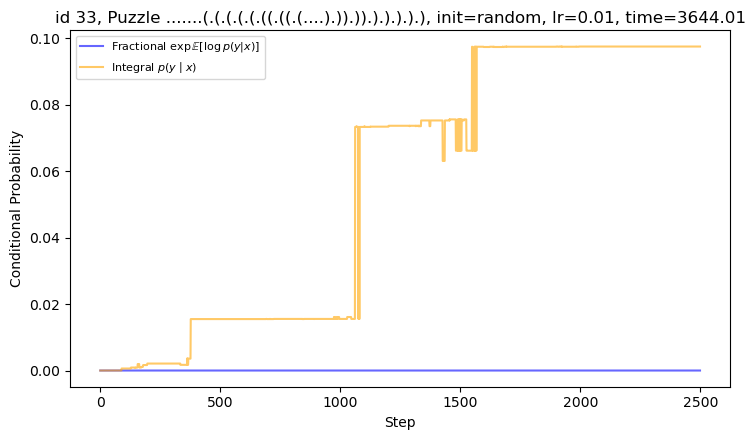 id 33, Puzzle .......(.(.(.(.(.((.((.(....).)).)).).).).).), init=random, lr=0.01, time=3644.01
Fractional exp𝔼[log p(y|x)]
Integral p(y | x)
Conditional Probability
0.10
0.08
0.06
0.04
0.02
0.00
0 500 1000 1500 2000 2500
Step